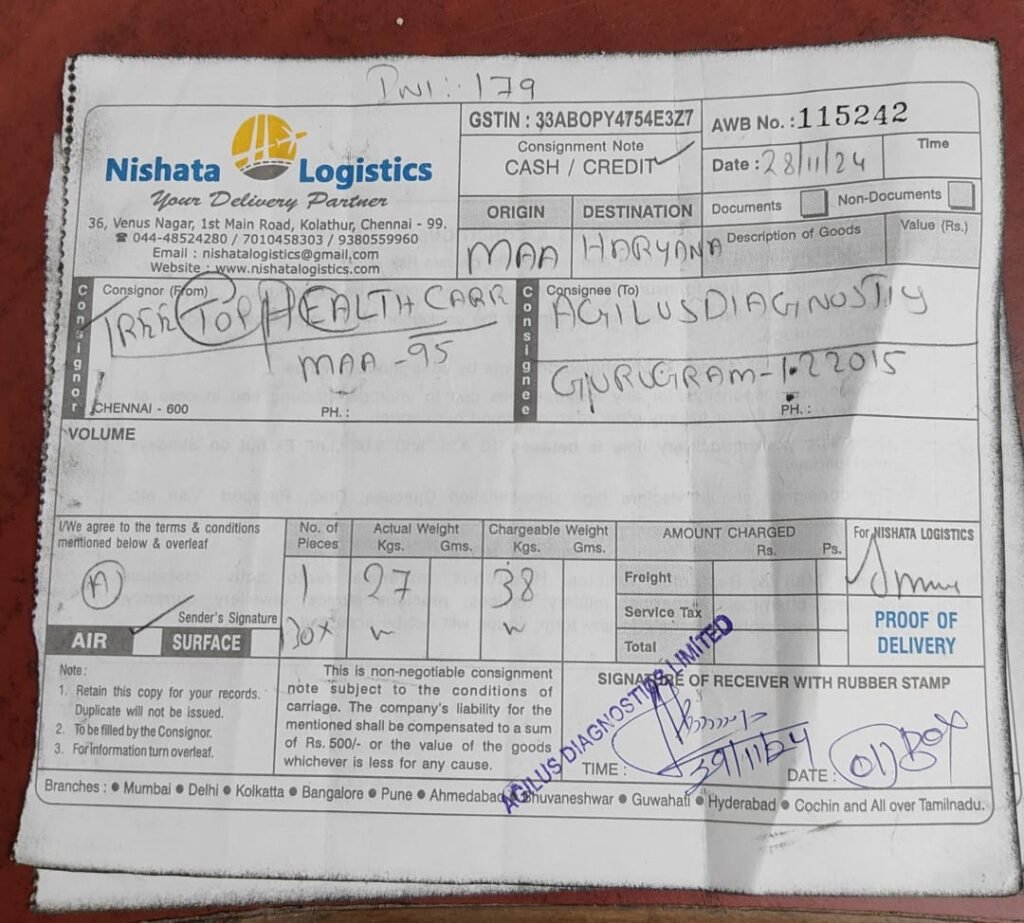 INV: 179
Nishata Logistics
Your Delivery Partner
36, Venus Nagar, 1st Main Road, Kolathur, Chennai - 99.
☎ 044-48524280 / 7010458303 / 9380559960
Email : nishatalogistics@gmail.com
Website : www.nishatalogistics.com
GSTIN : 33ABOPY4754E3Z7
Consignment Note
CASH / CREDIT ✓
AWB No. : 115242
Date : 28/11/24
Time
Documents
Non-Documents
ORIGIN
DESTINATION
MAA
HARYANA
Description of Goods
Value (Rs.)
Consignor
Consignor (From)
TREE TOP HEALTH CARR
MAA - 95
CHENNAI - 600
PH. :
Consignee
Consignee (To)
AGILUS DIAGNOSTIY
GURUGRAM - 122015
PH. :
VOLUME
I/We agree to the terms & conditions
mentioned below & overleaf
A
Sender's Signature
AIR ✓
SURFACE
No. of
Pieces
1
Box
Actual Weight
Kgs. Gms.
27
Chargeable Weight
Kgs. Gms.
38
AMOUNT CHARGED
Rs. Ps.
Freight
Service Tax
Total
For NISHATA LOGISTICS
PROOF OF
DELIVERY
Note :
1. Retain this copy for your records.
Duplicate will not be issued.
2. To be filled by the Consignor.
3. For information turn overleaf.
This is non-negotiable consignment
note subject to the conditions of
carriage. The company's liability for
the mentioned shall be compensated to a sum
of Rs. 500/- or the value of the goods
whichever is less for any cause.
SIGNATURE OF RECEIVER WITH RUBBER STAMP
AGILUS DIAGNOSTICS LIMITED
TIME :
/11/24
DATE :
01) Box
Branches : ● Mumbai ● Delhi ● Kolkatta ● Bangalore ● Pune ● Ahmedabad ● Bhuvaneshwar ● Guwahati ● Hyderabad ● Cochin and All over Tamilnadu.